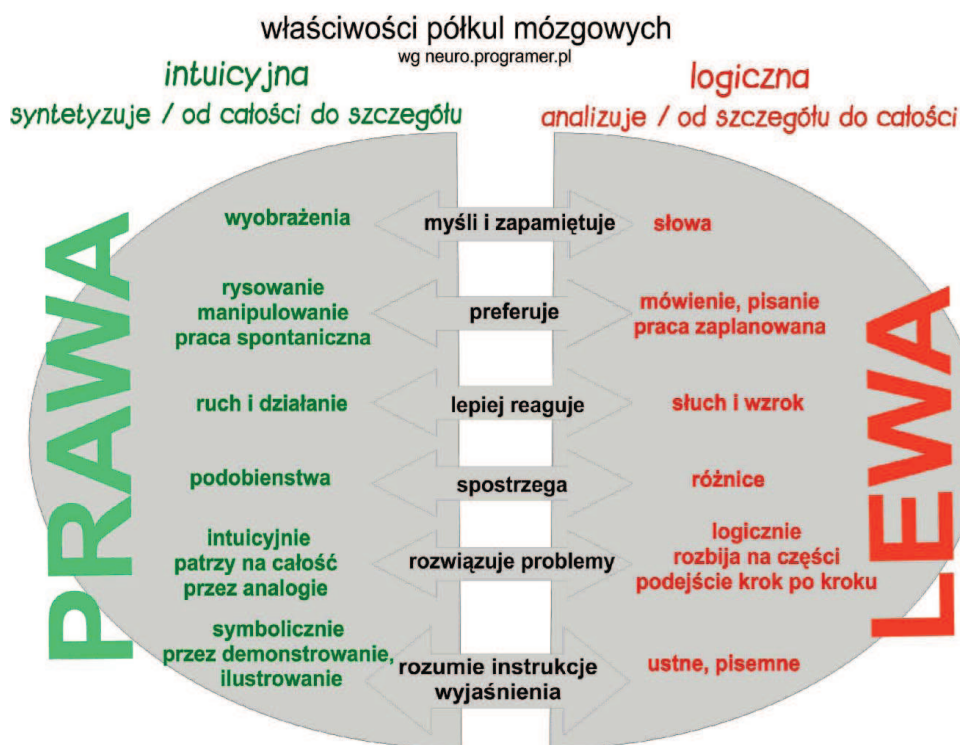 właściwości półkul mózgowych
wg neuro.programer.pl
intuicyjna
syntetyzuje / od całości do szczegółu
logiczna
analizuje / od szczegółu do całości
PRAWA
LEWA
wyobrażenia
myśli i zapamiętuje
słowa
rysowanie
manipulowanie
praca spontaniczna
preferuje
mówienie, pisanie
praca zaplanowana
ruch i działanie
lepiej reaguje
słuch i wzrok
podobienstwa
spostrzega
różnice
intuicyjnie
patrzy na całość
przez analogie
rozwiązuje problemy
logicznie
rozbija na części
podejście krok po kroku
symbolicznie
przez demonstrowanie,
ilustrowanie
rozumie instrukcje
wyjaśnienia
ustne, pisemne